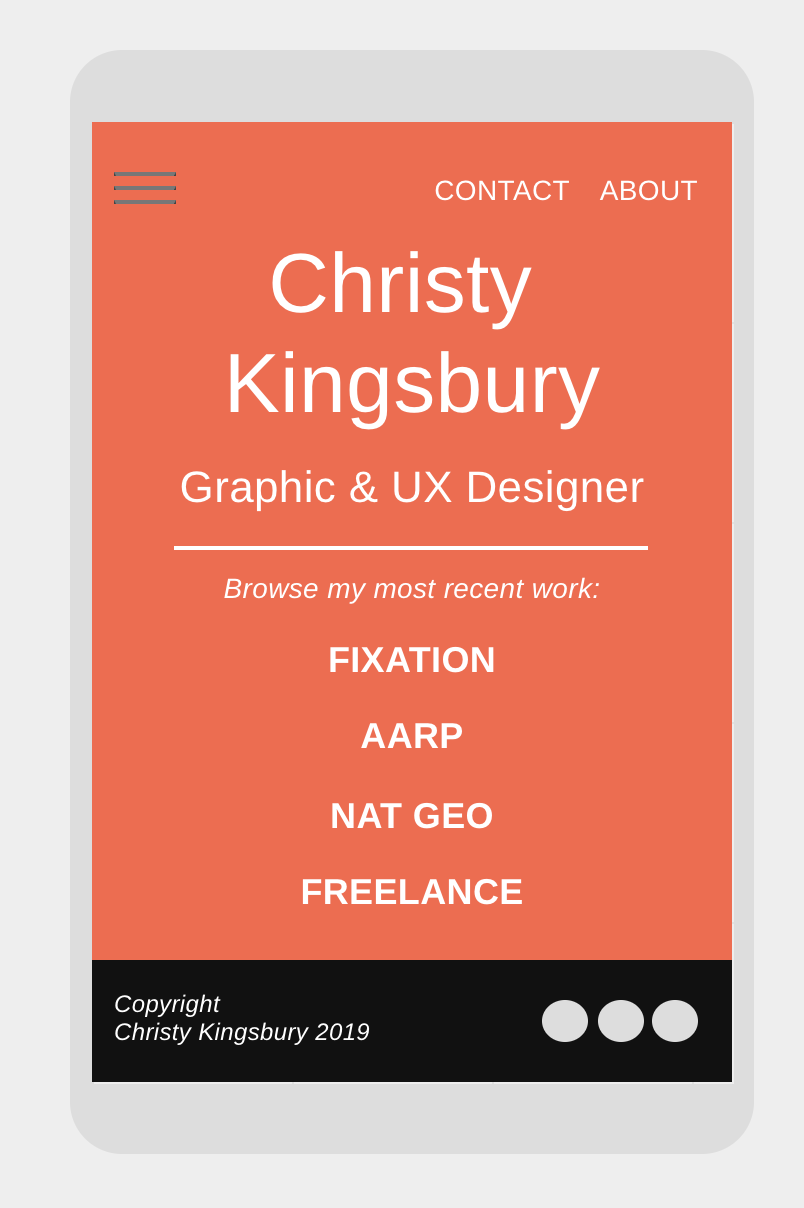 CONTACT ABOUT
Christy
Kingsbury
Graphic & UX Designer
Browse my most recent work:
FIXATION
AARP
NAT GEO
FREELANCE
Copyright
Christy Kingsbury 2019